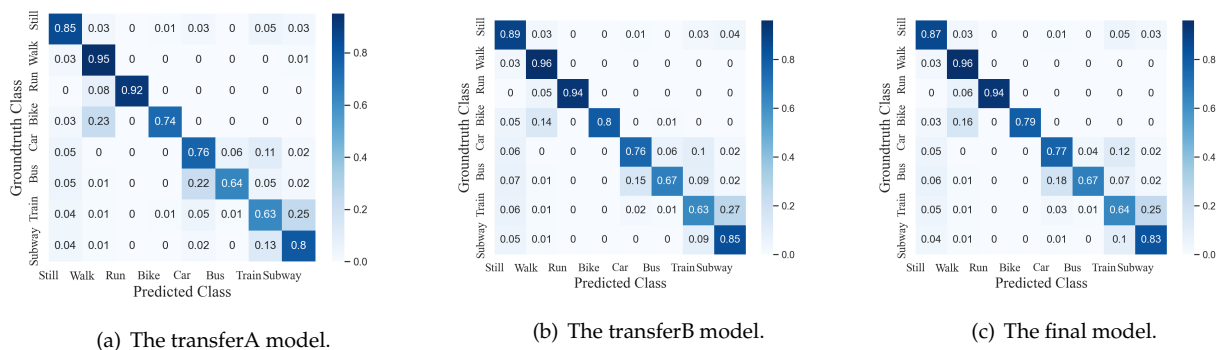 Groundtruth Class
Still
Walk
Run
Bike
Car
Bus
Train
Subway
0.85 0.03 0 0.01 0.03 0 0.05 0.03
0.03 0.95 0 0 0 0 0 0.01
0 0.08 0.92 0 0 0 0 0
0.03 0.23 0 0.74 0 0 0 0
0.05 0 0 0 0.76 0.06 0.11 0.02
0.05 0.01 0 0 0.22 0.64 0.05 0.02
0.04 0.01 0 0.01 0.05 0.01 0.63 0.25
0.04 0.01 0 0 0.02 0 0.13 0.8
Still Walk Run Bike Car Bus Train Subway
Predicted Class
0.8
0.6
0.4
0.2
0.0
(a) The transferA model.
Groundtruth Class
Still
Walk
Run
Bike
Car
Bus
Train
Subway
0.89 0.03 0 0 0.01 0 0.03 0.04
0.03 0.96 0 0 0 0 0 0
0 0.05 0.94 0 0 0 0 0
0.05 0.14 0 0.8 0 0.01 0 0
0.06 0 0 0 0.76 0.06 0.1 0.02
0.07 0.01 0 0 0.15 0.67 0.09 0.02
0.06 0.01 0 0 0.02 0.01 0.63 0.27
0.05 0.01 0 0 0 0 0.09 0.85
Still Walk Run Bike Car Bus Train Subway
Predicted Class
0.8
0.6
0.4
0.2
0.0
(b) The transferB model.
Groundtruth Class
Still
Walk
Run
Bike
Car
Bus
Train
Subway
0.87 0.03 0 0 0.01 0 0.05 0.03
0.03 0.96 0 0 0 0 0 0
0 0.06 0.94 0 0 0 0 0
0.03 0.16 0 0.79 0 0 0 0
0.05 0 0 0 0.77 0.04 0.12 0.02
0.06 0.01 0 0 0.18 0.67 0.07 0.02
0.05 0.01 0 0 0.03 0.01 0.64 0.25
0.04 0.01 0 0 0.01 0 0.1 0.83
Still Walk Run Bike Car Bus Train Subway
Predicted Class
0.8
0.6
0.4
0.2
0.0
(c) The final model.